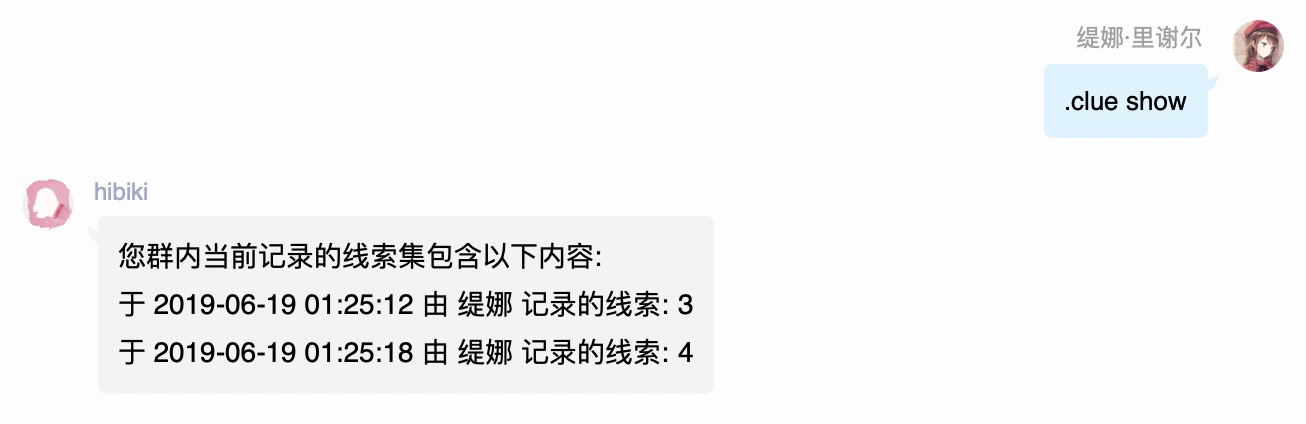 缇娜·里谢尔
.clue show
hibiki
您群内当前记录的线索集包含以下内容:
于 2019-06-19 01:25:12 由 缇娜 记录的线索: 3
于 2019-06-19 01:25:18 由 缇娜 记录的线索: 4